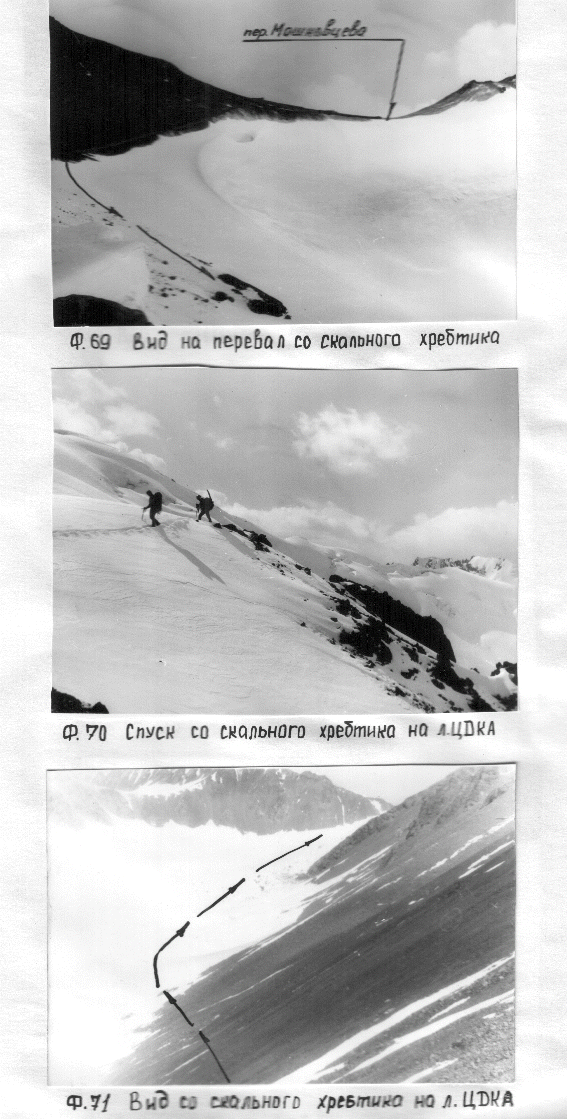 пер. Мошнявцева
Ф.69 Вид на перевал со скального хребтика
Ф.70 Спуск со скального хребтика на л.ЦДКА
Ф.71 Вид со скального хребтика на л. ЦДКА